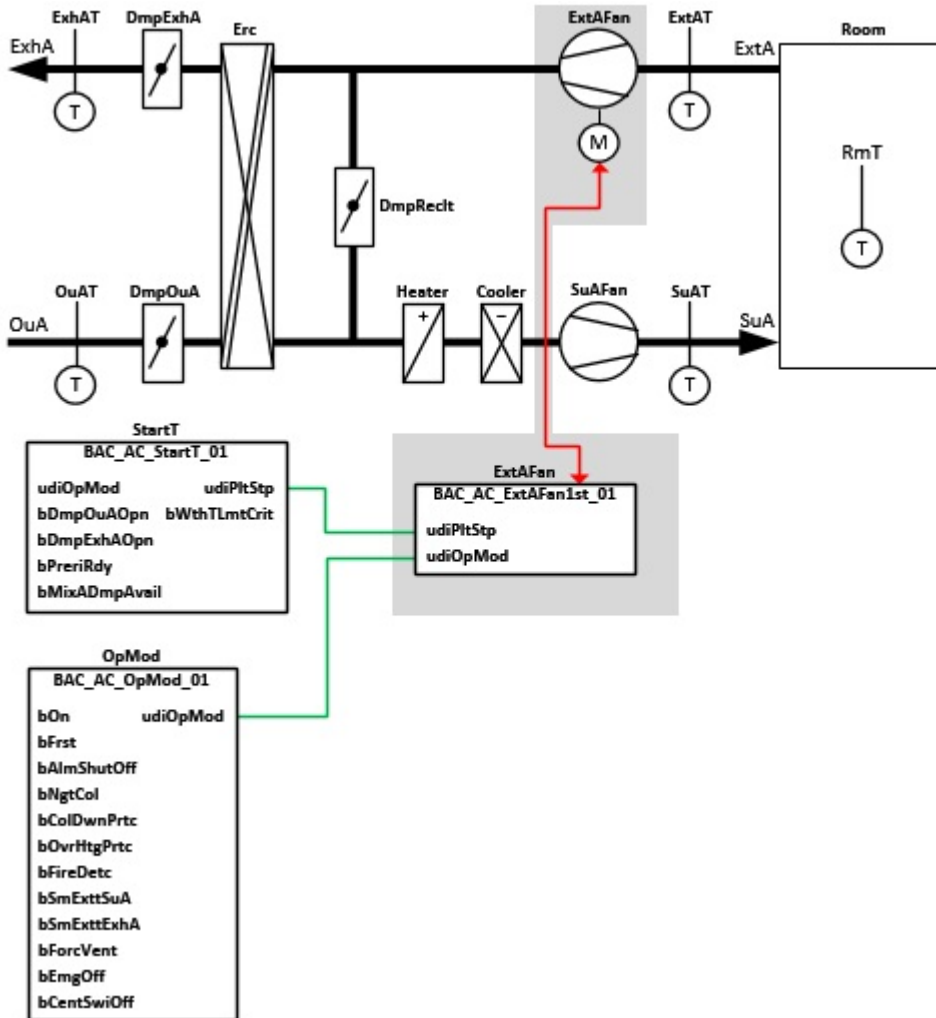 ExhAT DmpExhA Erc ExtAFan ExtAT Room
ExhA ExtA
T T
M
RmT
DmpRecIt
T
OuAT DmpOuA Heater Cooler SuAFan SuAT
OuA + − SuA
T T
StartT
BAC_AC_StartT_01
udiOpMod udiPltStp
bDmpOuAOpn bWthTLmtCrit
bDmpExhAOpn
bPreriRdy
bMixADmpAvail
ExtAFan
BAC_AC_ExtAFan1st_01
udiPltStp
udiOpMod
OpMod
BAC_AC_OpMod_01
bOn udiOpMod
bFrst
bAlmShutOff
bNgtCol
bColDwnPrtc
bOvrHtgPrtc
bFireDetc
bSmExttSuA
bSmExttExhA
bForcVent
bEmgOff
bCentSwiOff